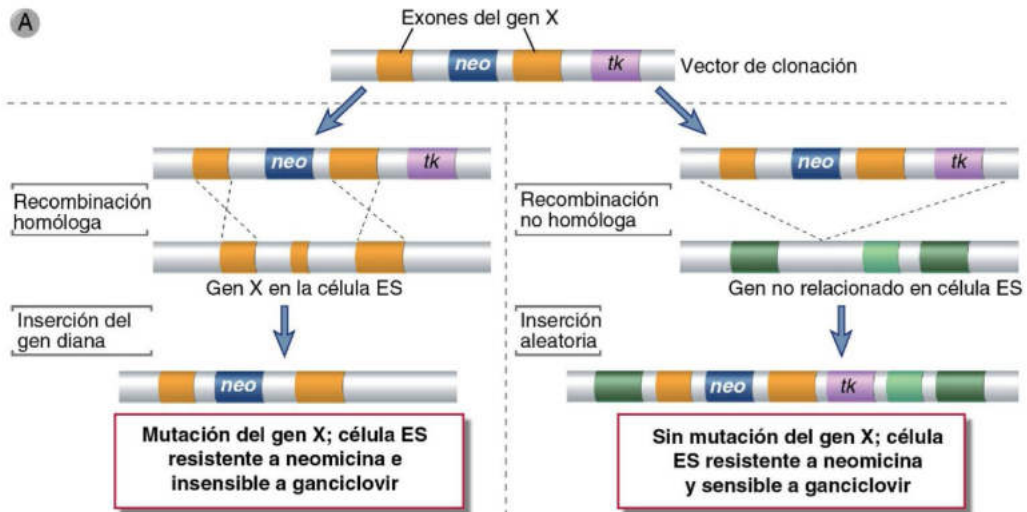 A
Exones del gen X
neo
tk
Vector de clonación
neo
tk
Recombinación
homóloga
Gen X en la célula ES
Inserción del
gen diana
neo
Mutación del gen X; célula ES
resistente a neomicina e
insensible a ganciclovir
neo
tk
Recombinación
no homóloga
Gen no relacionado en célula ES
Inserción
aleatoria
neo
tk
Sin mutación del gen X; célula
ES resistente a neomicina
y sensible a ganciclovir